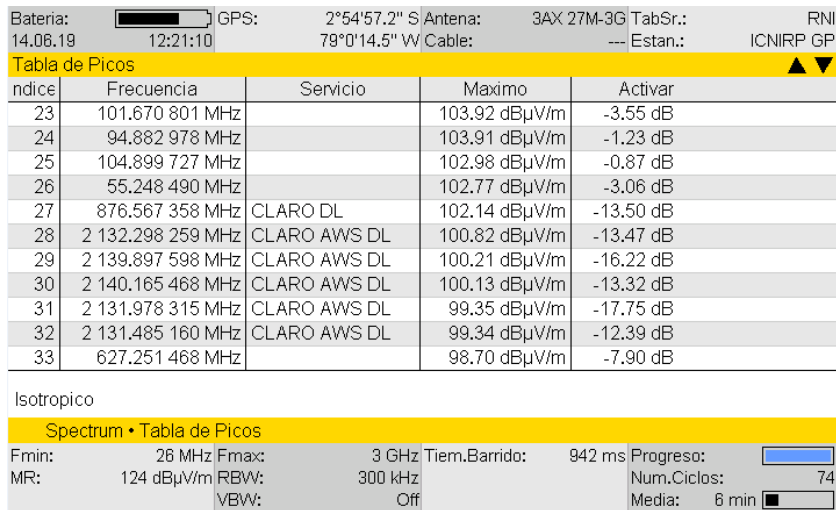 Bateria: GPS: 2°54'57.2" S Antena: 3AX 27M-3G TabSr.: RNI
14.06.19 12:21:10 79°0'14.5" W Cable: --- Estan.: ICNIRP GP
Tabla de Picos
ndice Frecuencia Servicio Maximo Activar
23 101.670 801 MHz 103.92 dBµV/m -3.55 dB
24 94.882 978 MHz 103.91 dBµV/m -1.23 dB
25 104.899 727 MHz 102.98 dBµV/m -0.87 dB
26 55.248 490 MHz 102.77 dBµV/m -3.06 dB
27 876.567 358 MHz CLARO DL 102.14 dBµV/m -13.50 dB
28 2 132.298 259 MHz CLARO AWS DL 100.82 dBµV/m -13.47 dB
29 2 139.897 598 MHz CLARO AWS DL 100.21 dBµV/m -16.22 dB
30 2 140.165 468 MHz CLARO AWS DL 100.13 dBµV/m -13.32 dB
31 2 131.978 315 MHz CLARO AWS DL 99.35 dBµV/m -17.75 dB
32 2 131.485 160 MHz CLARO AWS DL 99.34 dBµV/m -12.39 dB
33 627.251 468 MHz 98.70 dBµV/m -7.90 dB
Isotropico
Spectrum • Tabla de Picos
Fmin: 26 MHz Fmax: 3 GHz Tiem.Barrido: 942 ms Progreso:
MR: 124 dBµV/m RBW: 300 kHz Num.Ciclos: 74
VBW: Off Media: 6 min